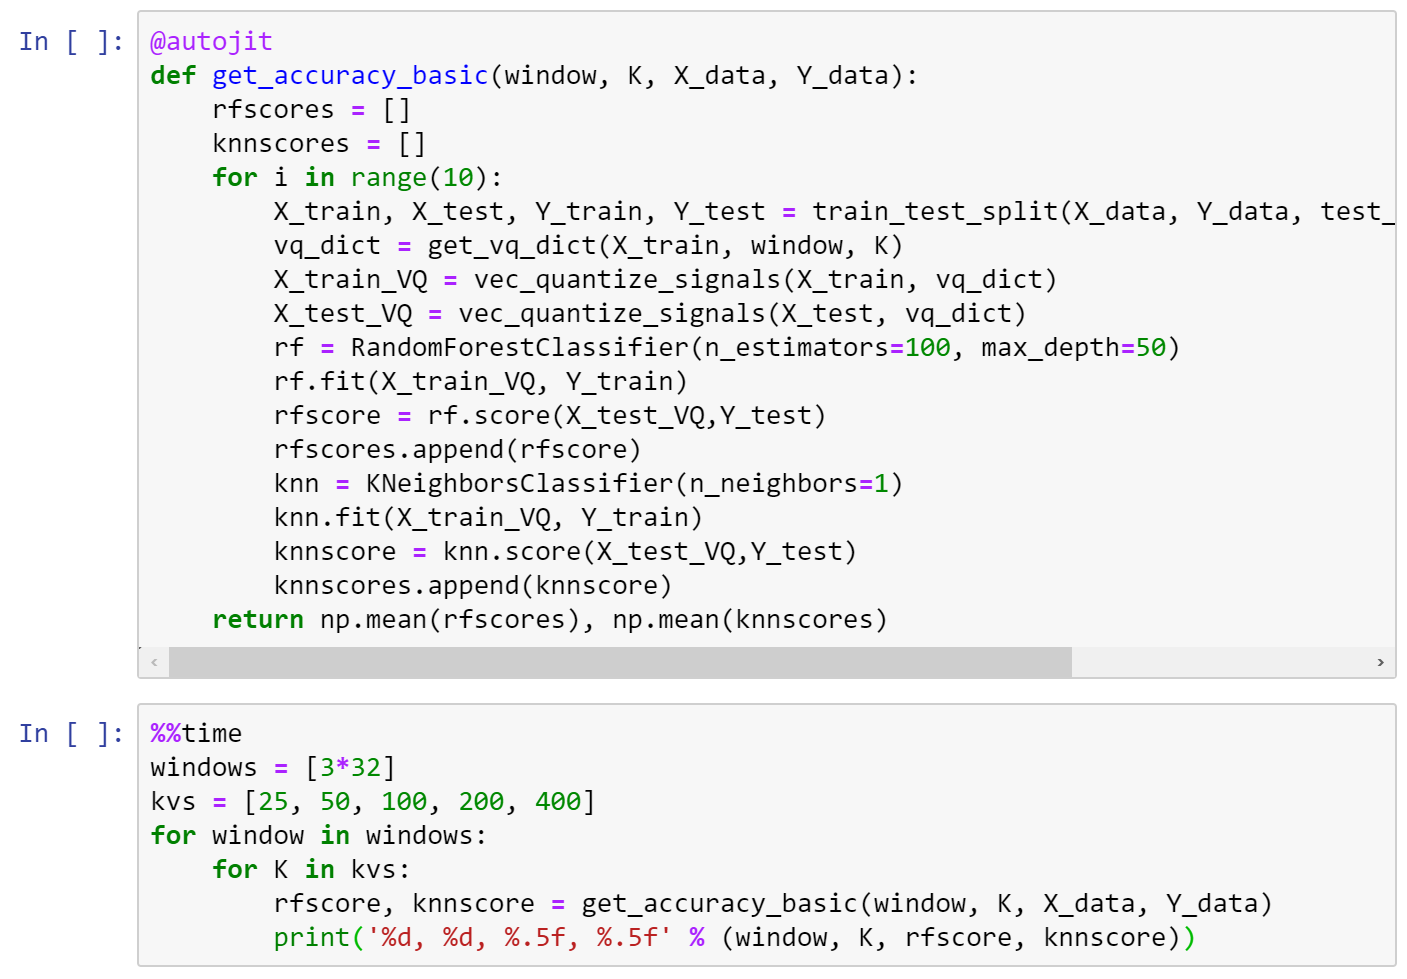 In [ ]:
@autojit
def get_accuracy_basic(window, K, X_data, Y_data):
    rfscores = []
    knnscores = []
    for i in range(10):
        X_train, X_test, Y_train, Y_test = train_test_split(X_data, Y_data, test_
        vq_dict = get_vq_dict(X_train, window, K)
        X_train_VQ = vec_quantize_signals(X_train, vq_dict)
        X_test_VQ = vec_quantize_signals(X_test, vq_dict)
        rf = RandomForestClassifier(n_estimators=100, max_depth=50)
        rf.fit(X_train_VQ, Y_train)
        rfscore = rf.score(X_test_VQ,Y_test)
        rfscores.append(rfscore)
        knn = KNeighborsClassifier(n_neighbors=1)
        knn.fit(X_train_VQ, Y_train)
        knnscore = knn.score(X_test_VQ,Y_test)
        knnscores.append(knnscore)
    return np.mean(rfscores), np.mean(knnscores)
In [ ]:
%%time
windows = [3*32]
kvs = [25, 50, 100, 200, 400]
for window in windows:
    for K in kvs:
        rfscore, knnscore = get_accuracy_basic(window, K, X_data, Y_data)
        print('%d, %d, %.5f, %.5f' % (window, K, rfscore, knnscore))